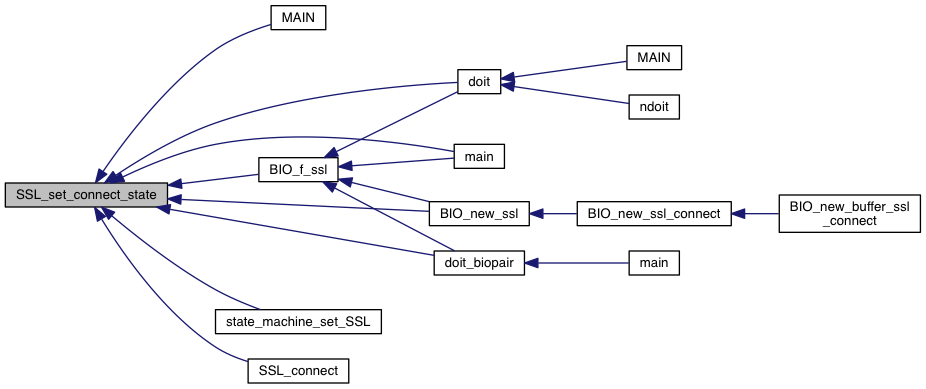 MAIN
MAIN
doit
ndoit
main
BIO_f_ssl
SSL_set_connect_state
BIO_new_ssl
BIO_new_ssl_connect
BIO_new_buffer_ssl
_connect
doit_biopair
main
state_machine_set_SSL
SSL_connect